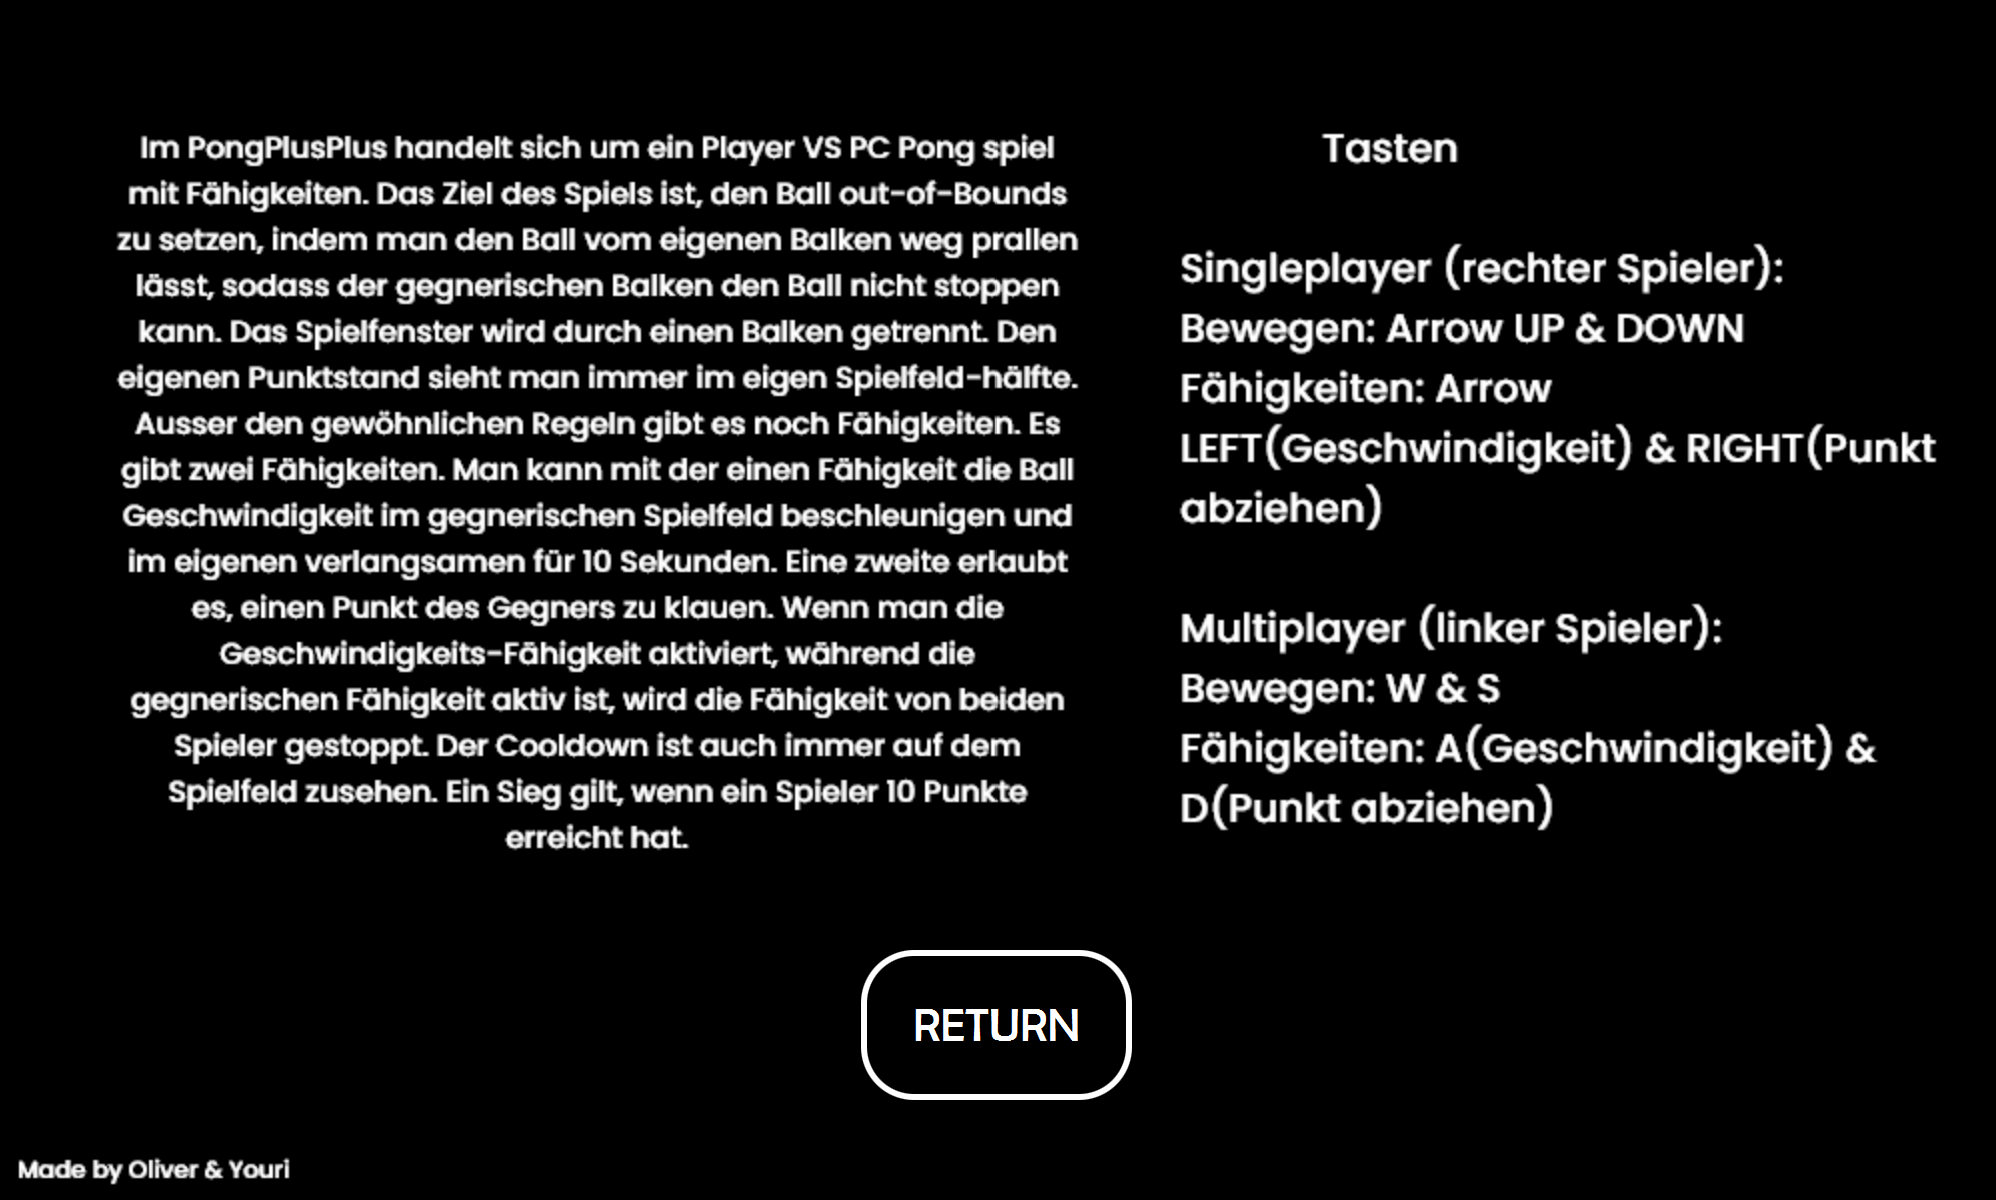 Im PongPlusPlus handelt sich um ein Player VS PC Pong spiel
mit Fähigkeiten. Das Ziel des Spiels ist, den Ball out-of-Bounds
zu setzen, indem man den Ball vom eigenen Balken weg prallen
lässt, sodass der gegnerischen Balken den Ball nicht stoppen
kann. Das Spielfenster wird durch einen Balken getrennt. Den
eigenen Punktstand sieht man immer im eigen Spielfeld-hälfte.
Ausser den gewöhnlichen Regeln gibt es noch Fähigkeiten. Es
gibt zwei Fähigkeiten. Man kann mit der einen Fähigkeit die Ball
Geschwindigkeit im gegnerischen Spielfeld beschleunigen und
im eigenen verlangsamen für 10 Sekunden. Eine zweite erlaubt
es, einen Punkt des Gegners zu klauen. Wenn man die
Geschwindigkeits-Fähigkeit aktiviert, während die
gegnerischen Fähigkeit aktiv ist, wird die Fähigkeit von beiden
Spieler gestoppt. Der Cooldown ist auch immer auf dem
Spielfeld zusehen. Ein Sieg gilt, wenn ein Spieler 10 Punkte
erreicht hat.
Tasten
Singleplayer (rechter Spieler):
Bewegen: Arrow UP & DOWN
Fähigkeiten: Arrow
LEFT(Geschwindigkeit) & RIGHT(Punkt
abziehen)
Multiplayer (linker Spieler):
Bewegen: W & S
Fähigkeiten: A(Geschwindigkeit) &
D(Punkt abziehen)
RETURN
Made by Oliver & Youri